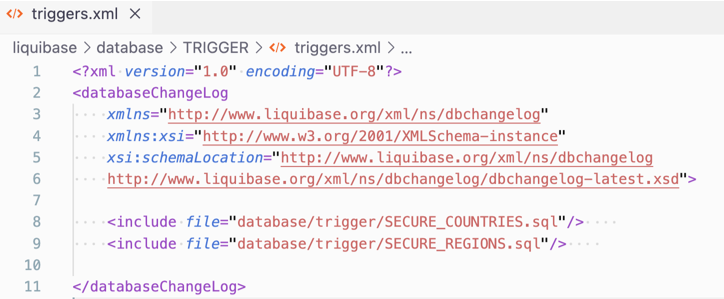 </> triggers.xml ×
liquibase > database > TRIGGER > </> triggers.xml > ...
1 <?xml version="1.0" encoding="UTF-8"?>
2 <databaseChangeLog
3 xmlns="http://www.liquibase.org/xml/ns/dbchangelog"
4 xmlns:xsi="http://www.w3.org/2001/XMLSchema-instance"
5 xsi:schemaLocation="http://www.liquibase.org/xml/ns/dbchangelog
6 http://www.liquibase.org/xml/ns/dbchangelog/dbchangelog-latest.xsd">
7
8 <include file="database/trigger/SECURE_COUNTRIES.sql"/>
9 <include file="database/trigger/SECURE_REGIONS.sql"/>
10
11 </databaseChangeLog>